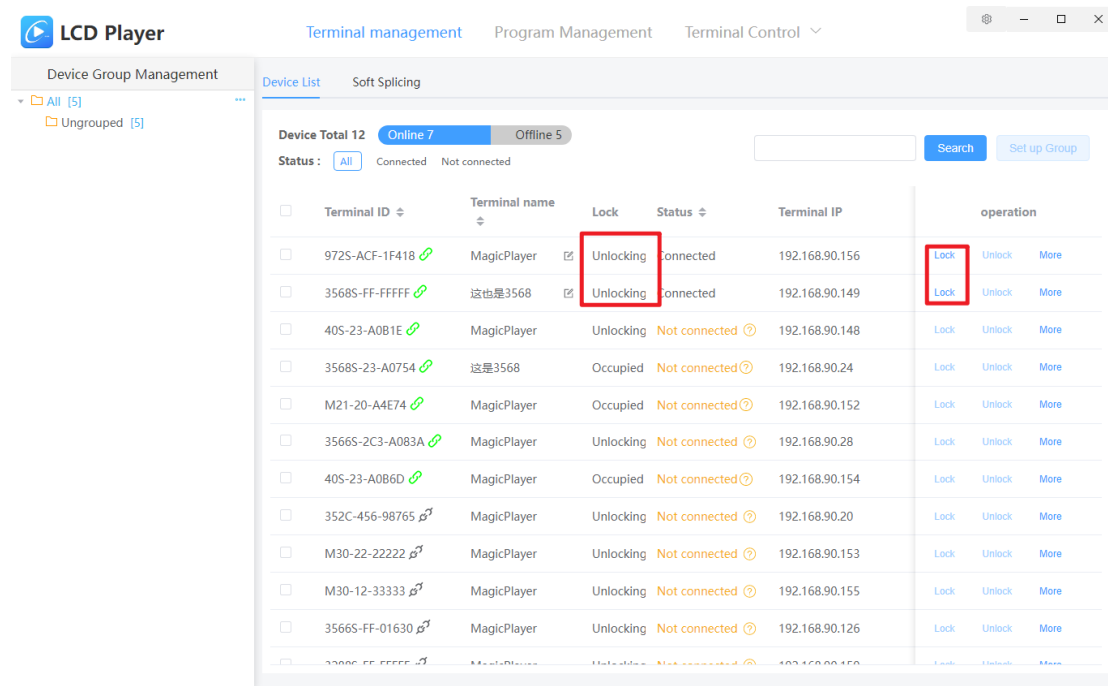 LCD Player
Terminal management Program Management Terminal Control
Device Group Management
Device List Soft Splicing
All [5]
Ungrouped [5]
Device Total 12 Online 7 Offline 5
Status : All Connected Not connected
Search Set up Group
Terminal ID Terminal name Lock Status Terminal IP operation
972S-ACF-1F418 MagicPlayer Unlocking Connected 192.168.90.156 Lock Unlock More
3568S-FF-FFFFF 这也是3568 Unlocking Connected 192.168.90.149 Lock Unlock More
40S-23-A0B1E MagicPlayer Unlocking Not connected 192.168.90.148 Lock Unlock More
3568S-23-A0754 这是3568 Occupied Not connected 192.168.90.24 Lock Unlock More
M21-20-A4E74 MagicPlayer Occupied Not connected 192.168.90.152 Lock Unlock More
3566S-2C3-A083A MagicPlayer Unlocking Not connected 192.168.90.28 Lock Unlock More
40S-23-A0B6D MagicPlayer Occupied Not connected 192.168.90.154 Lock Unlock More
352C-456-98765 MagicPlayer Unlocking Not connected 192.168.90.20 Lock Unlock More
M30-22-22222 MagicPlayer Unlocking Not connected 192.168.90.153 Lock Unlock More
M30-12-33333 MagicPlayer Unlocking Not connected 192.168.90.155 Lock Unlock More
3566S-FF-01630 MagicPlayer Unlocking Not connected 192.168.90.126 Lock Unlock More